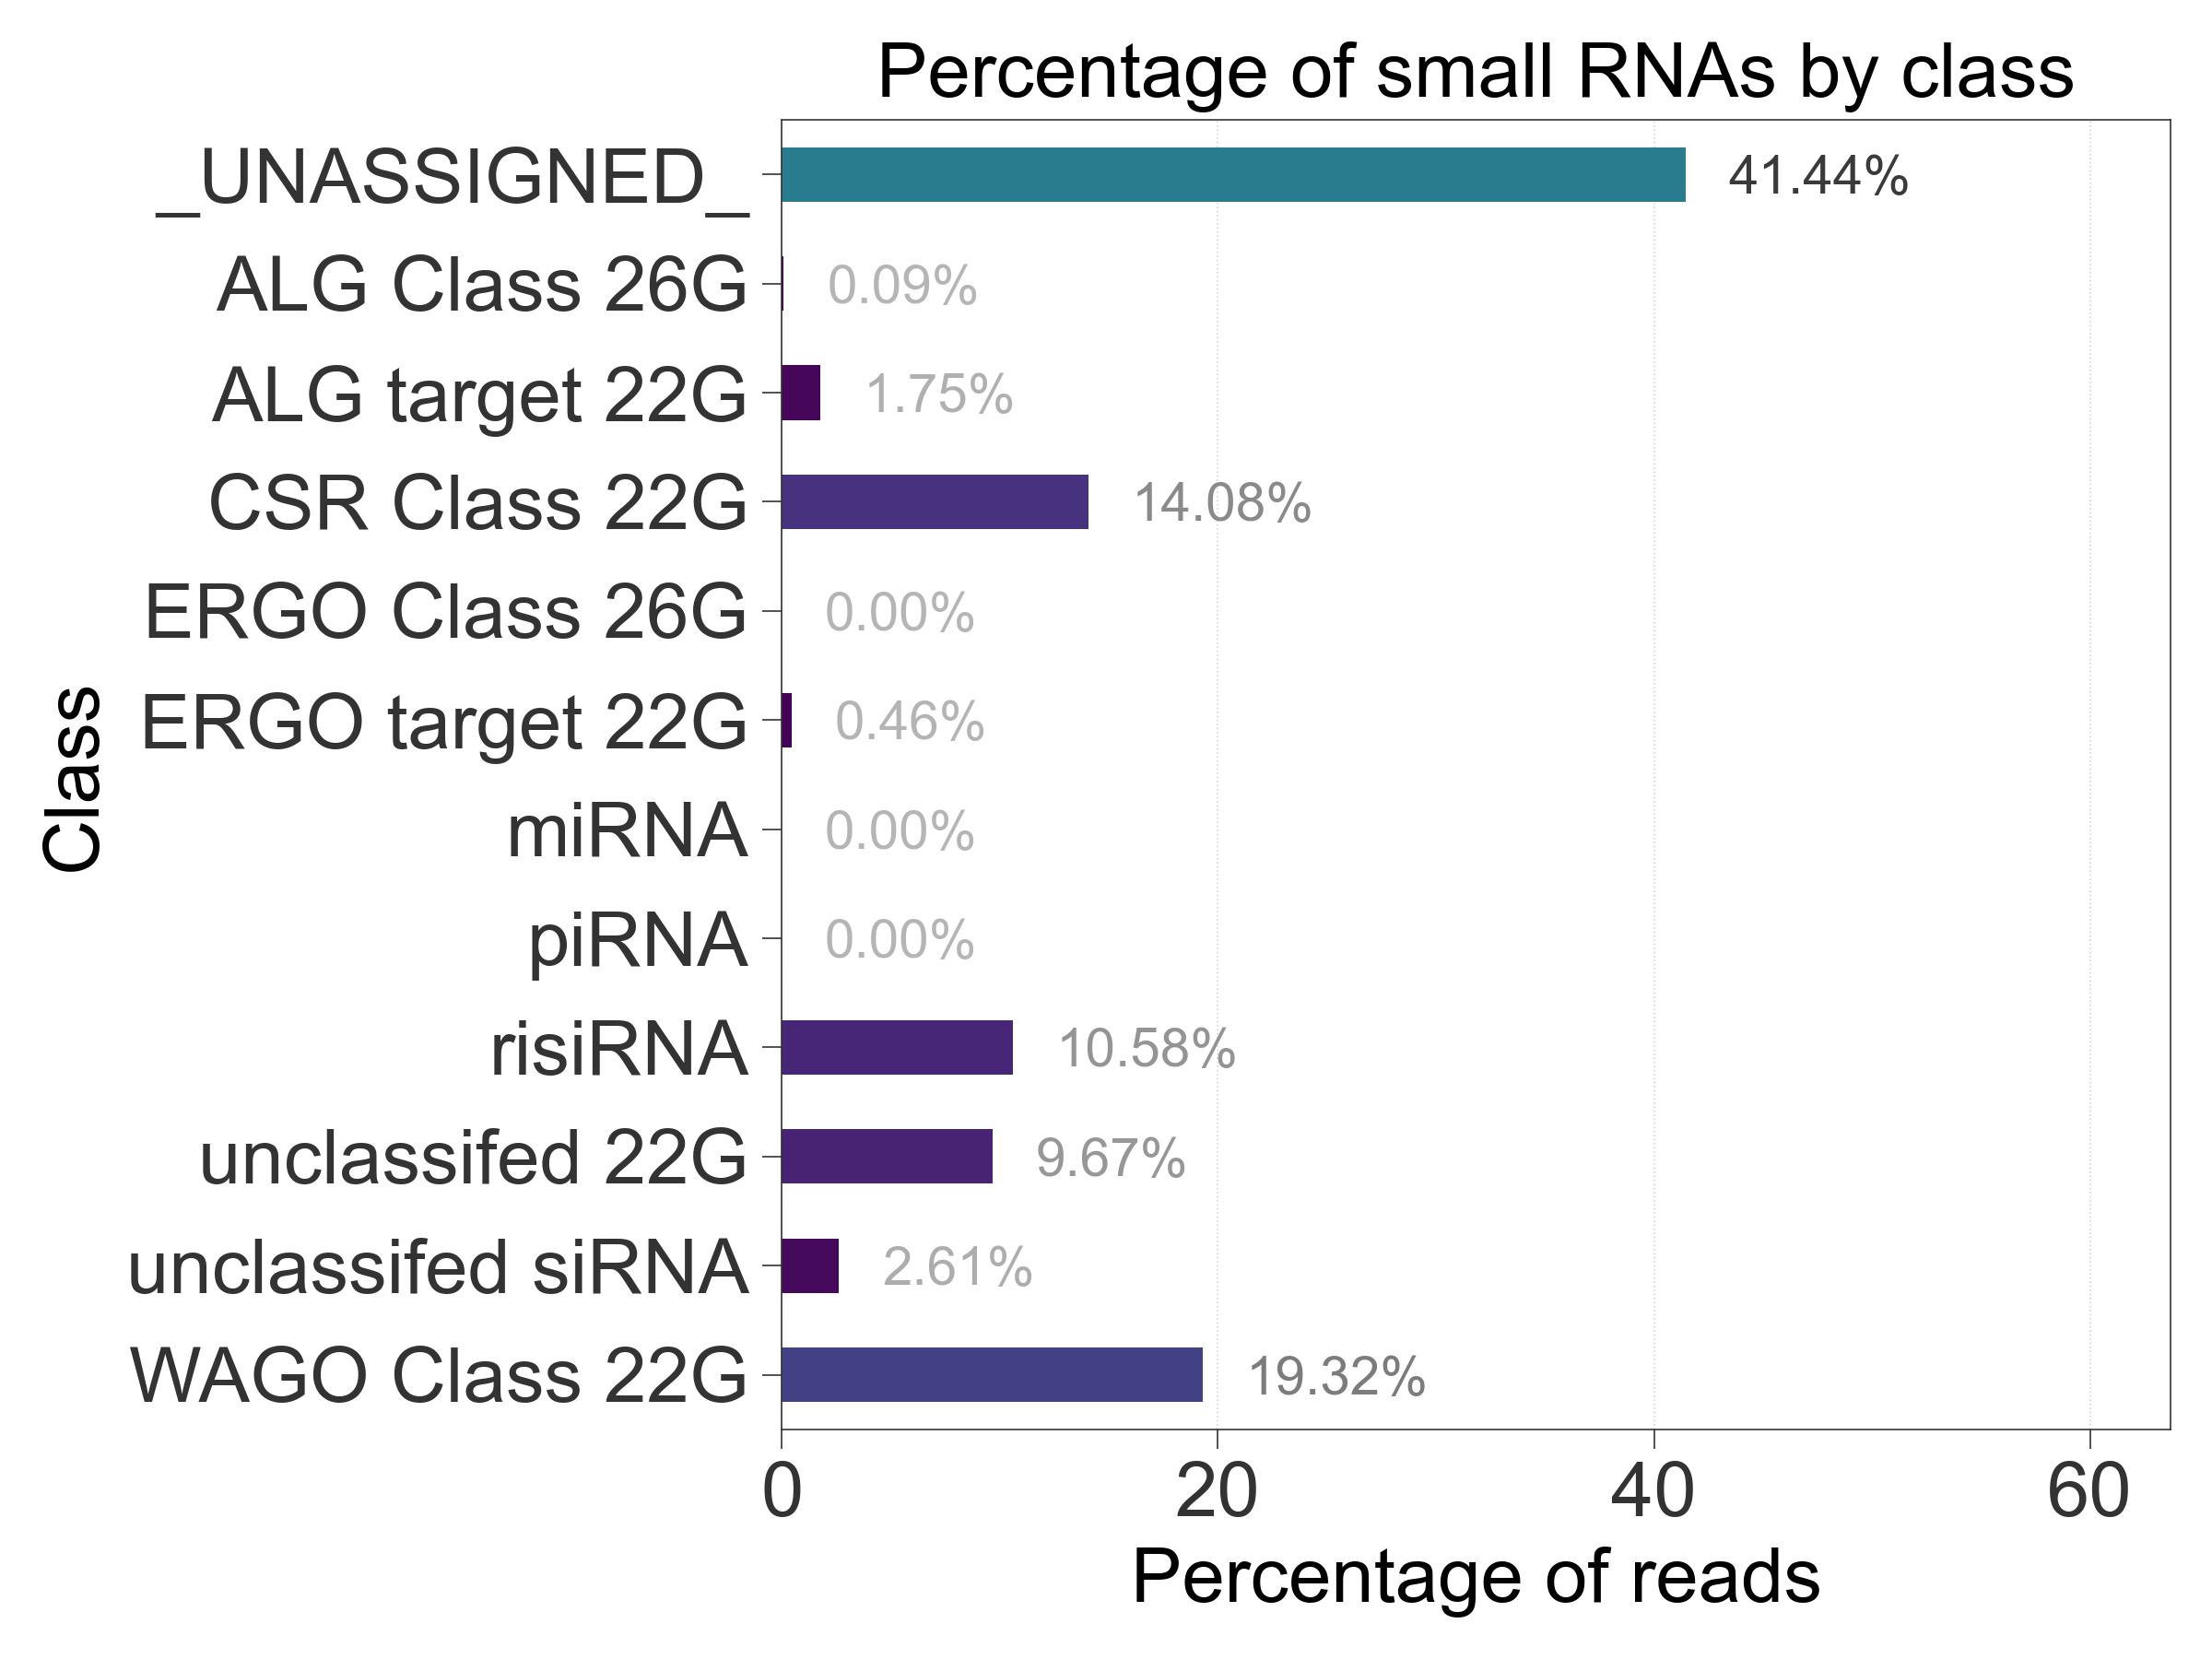 Percentage of small RNAs by class
_UNASSIGNED_ 41.44%
ALG Class 26G 0.09%
ALG target 22G 1.75%
CSR Class 22G 14.08%
ERGO Class 26G 0.00%
ERGO target 22G 0.46%
miRNA 0.00%
piRNA 0.00%
risiRNA 10.58%
unclassifed 22G 9.67%
unclassifed siRNA 2.61%
WAGO Class 22G 19.32%
Class
0 20 40 60
Percentage of reads